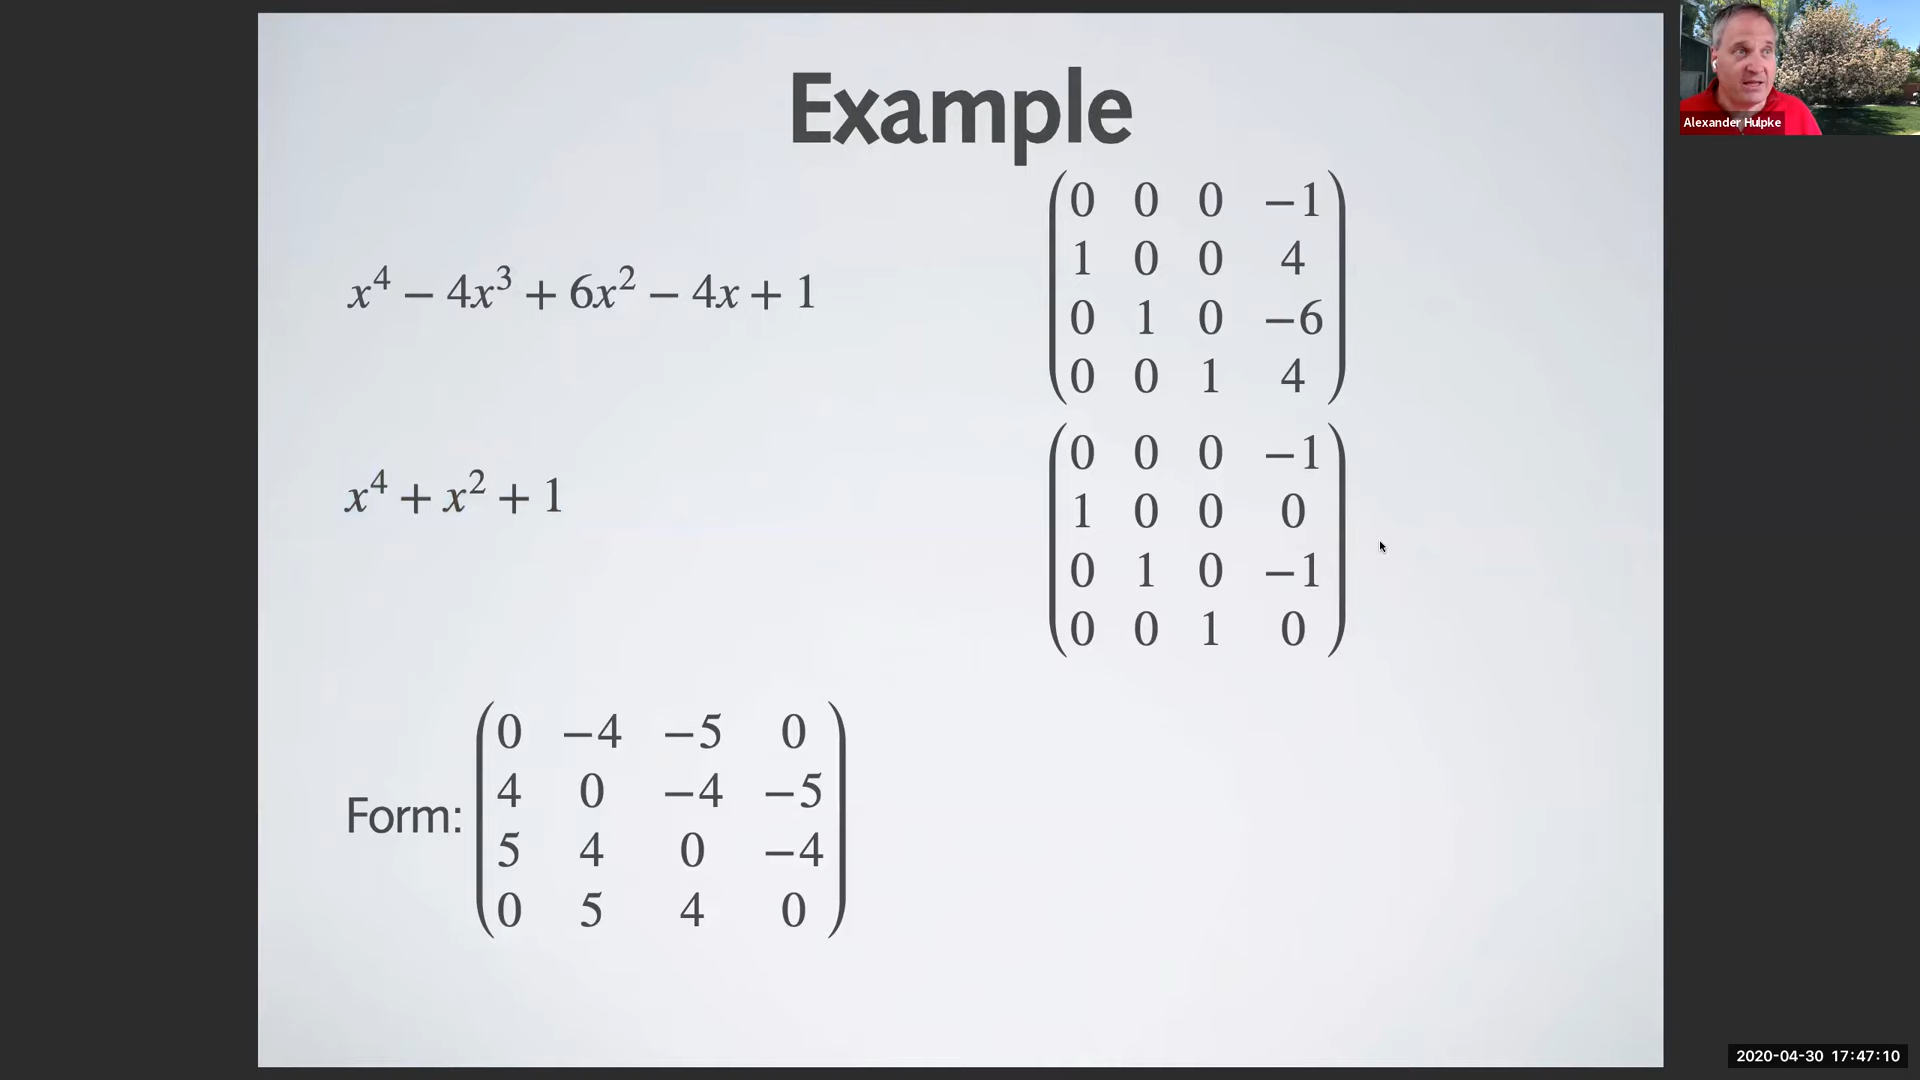 Example
x⁴ − 4x³ + 6x² − 4x + 1
0 0 0 −1
1 0 0 4
0 1 0 −6
0 0 1 4
x⁴ + x² + 1
0 0 0 −1
1 0 0 0
0 1 0 −1
0 0 1 0
Form:
0 −4 −5 0
4 0 −4 −5
5 4 0 −4
0 5 4 0
Alexander Hulpke
2020-04-30 17:47:10